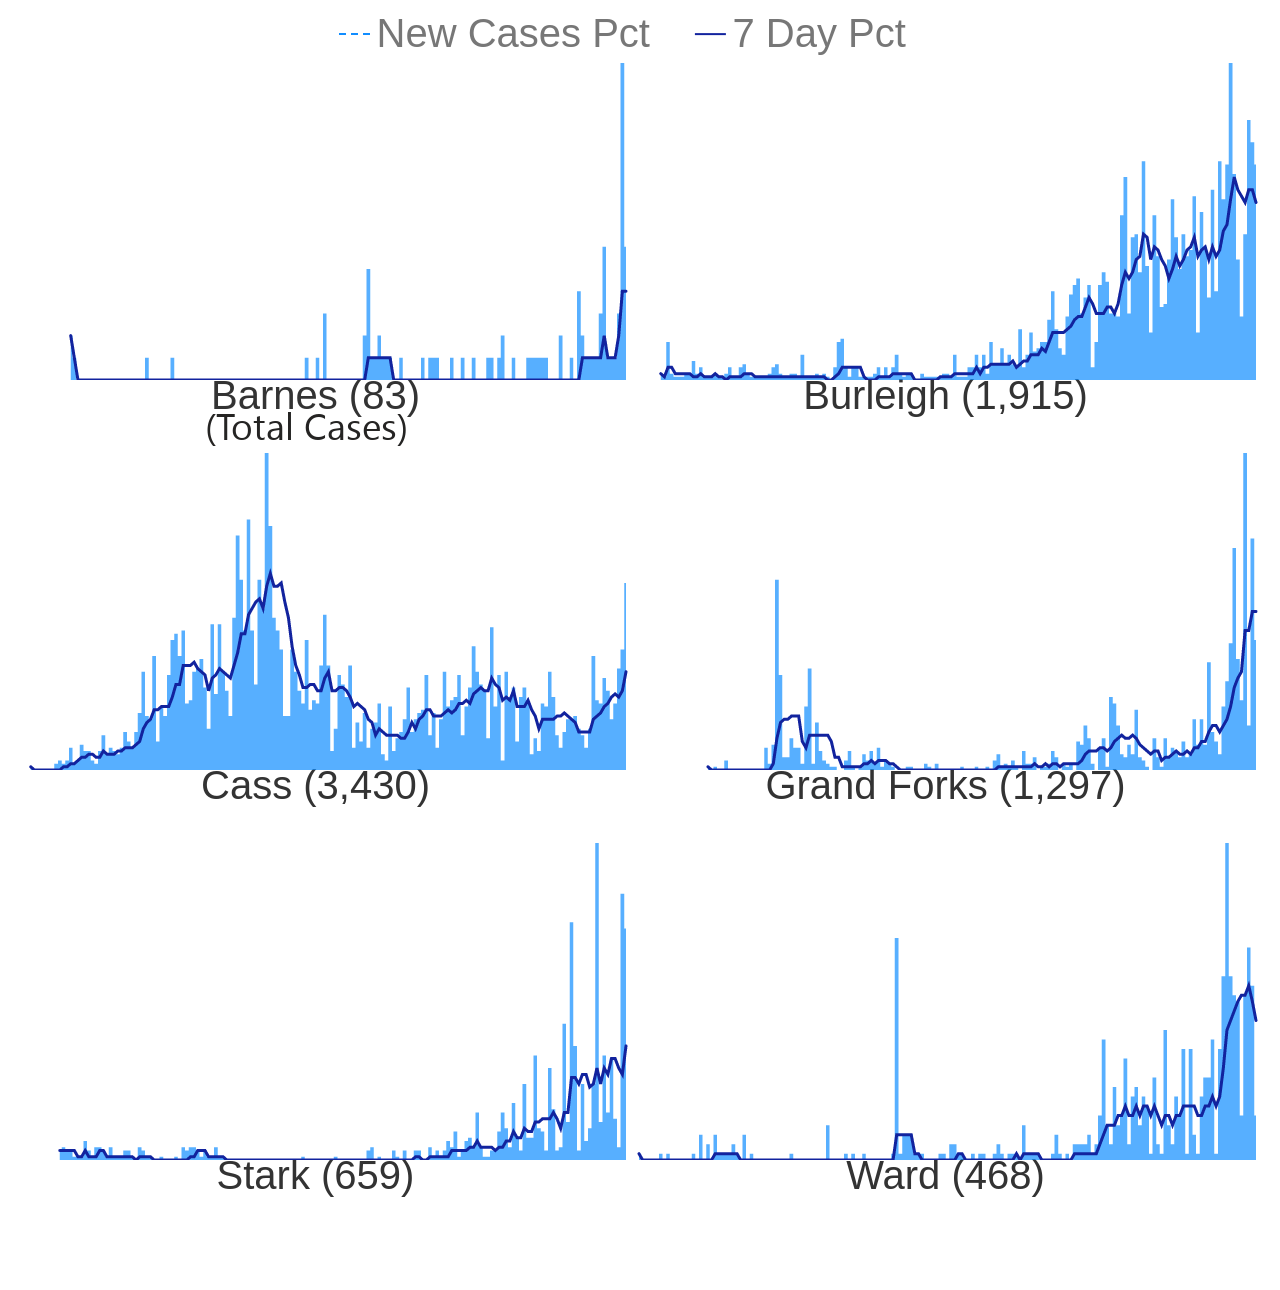 New Cases Pct 7 Day Pct
Barnes (83) Burleigh (1,915)
(Total Cases)
Cass (3,430) Grand Forks (1,297)
Stark (659) Ward (468)